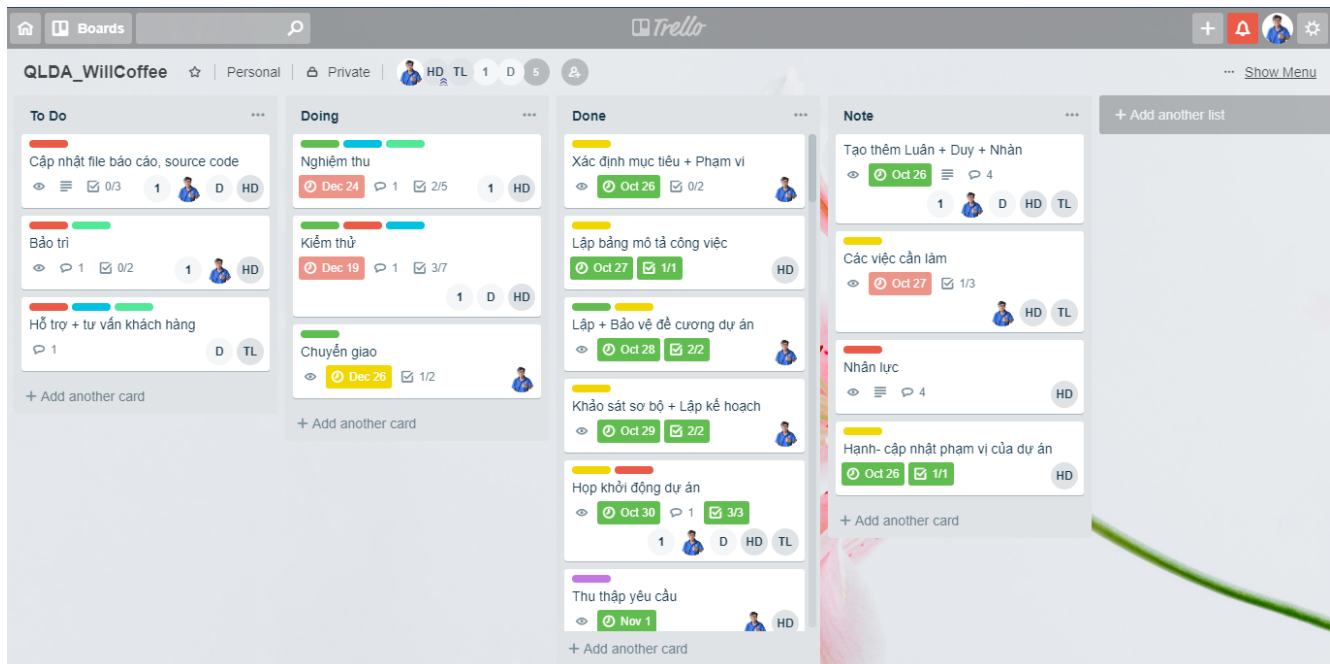 Boards
Trello
QLDA_WillCoffee
Personal
Private
HD
TL
1
D
5
Show Menu
To Do
Cập nhật file báo cáo, source code
0/3
1
D
HD
Bảo trì
1
0/2
1
HD
Hỗ trợ + tư vấn khách hàng
1
D
TL
+ Add another card
Doing
Nghiệm thu
Dec 24
1
2/5
1
HD
Kiểm thử
Dec 19
1
3/7
1
D
HD
Chuyển giao
Dec 26
1/2
+ Add another card
Done
Xác định mục tiêu + Phạm vi
Oct 26
0/2
Lập bảng mô tả công việc
Oct 27
1/1
HD
Lập + Bảo vệ đề cương dự án
Oct 28
2/2
Khảo sát sơ bộ + Lập kế hoạch
Oct 29
2/2
Họp khởi động dự án
Oct 30
1
3/3
1
D
HD
TL
Thu thập yêu cầu
Nov 1
HD
+ Add another card
Note
Tạo thêm Luân + Duy + Nhàn
Oct 26
4
1
D
HD
TL
Các việc cần làm
Oct 27
1/3
HD
TL
Nhân lực
4
HD
Hạnh- cập nhật phạm vị của dự án
Oct 26
1/1
HD
+ Add another card
+ Add another list